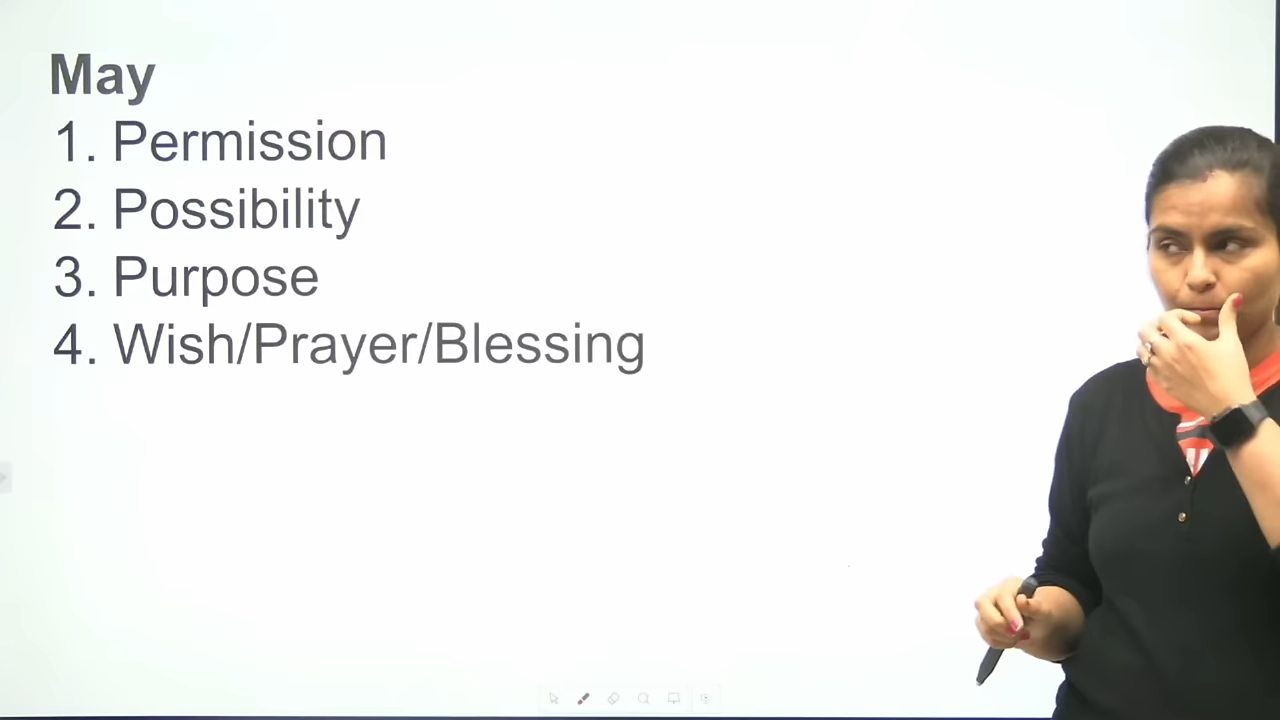 May
1. Permission
2. Possibility
3. Purpose
4. Wish/Prayer/Blessing